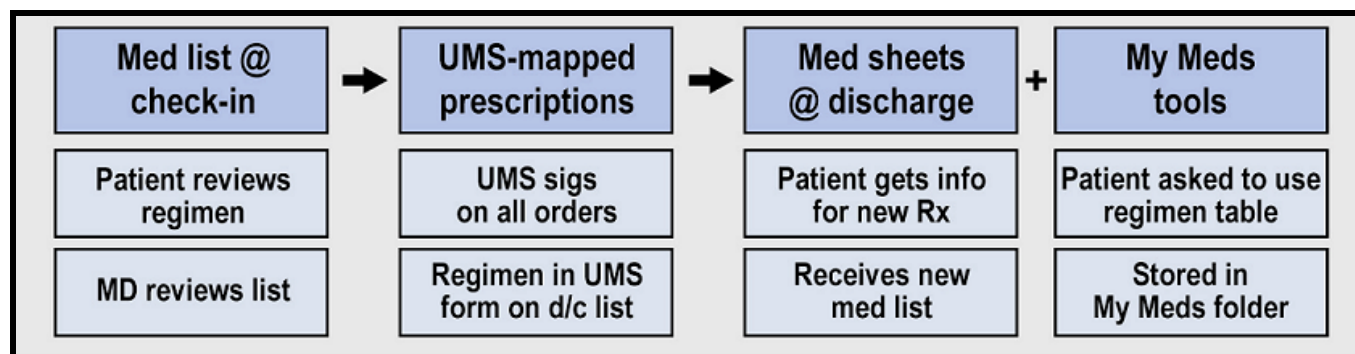 Med list @
check-in
UMS-mapped
prescriptions
Med sheets
@ discharge
+
My Meds
tools
Patient reviews
regimen
UMS sigs
on all orders
Patient gets info
for new Rx
Patient asked to use
regimen table
MD reviews list
Regimen in UMS
form on d/c list
Receives new
med list
Stored in
My Meds folder